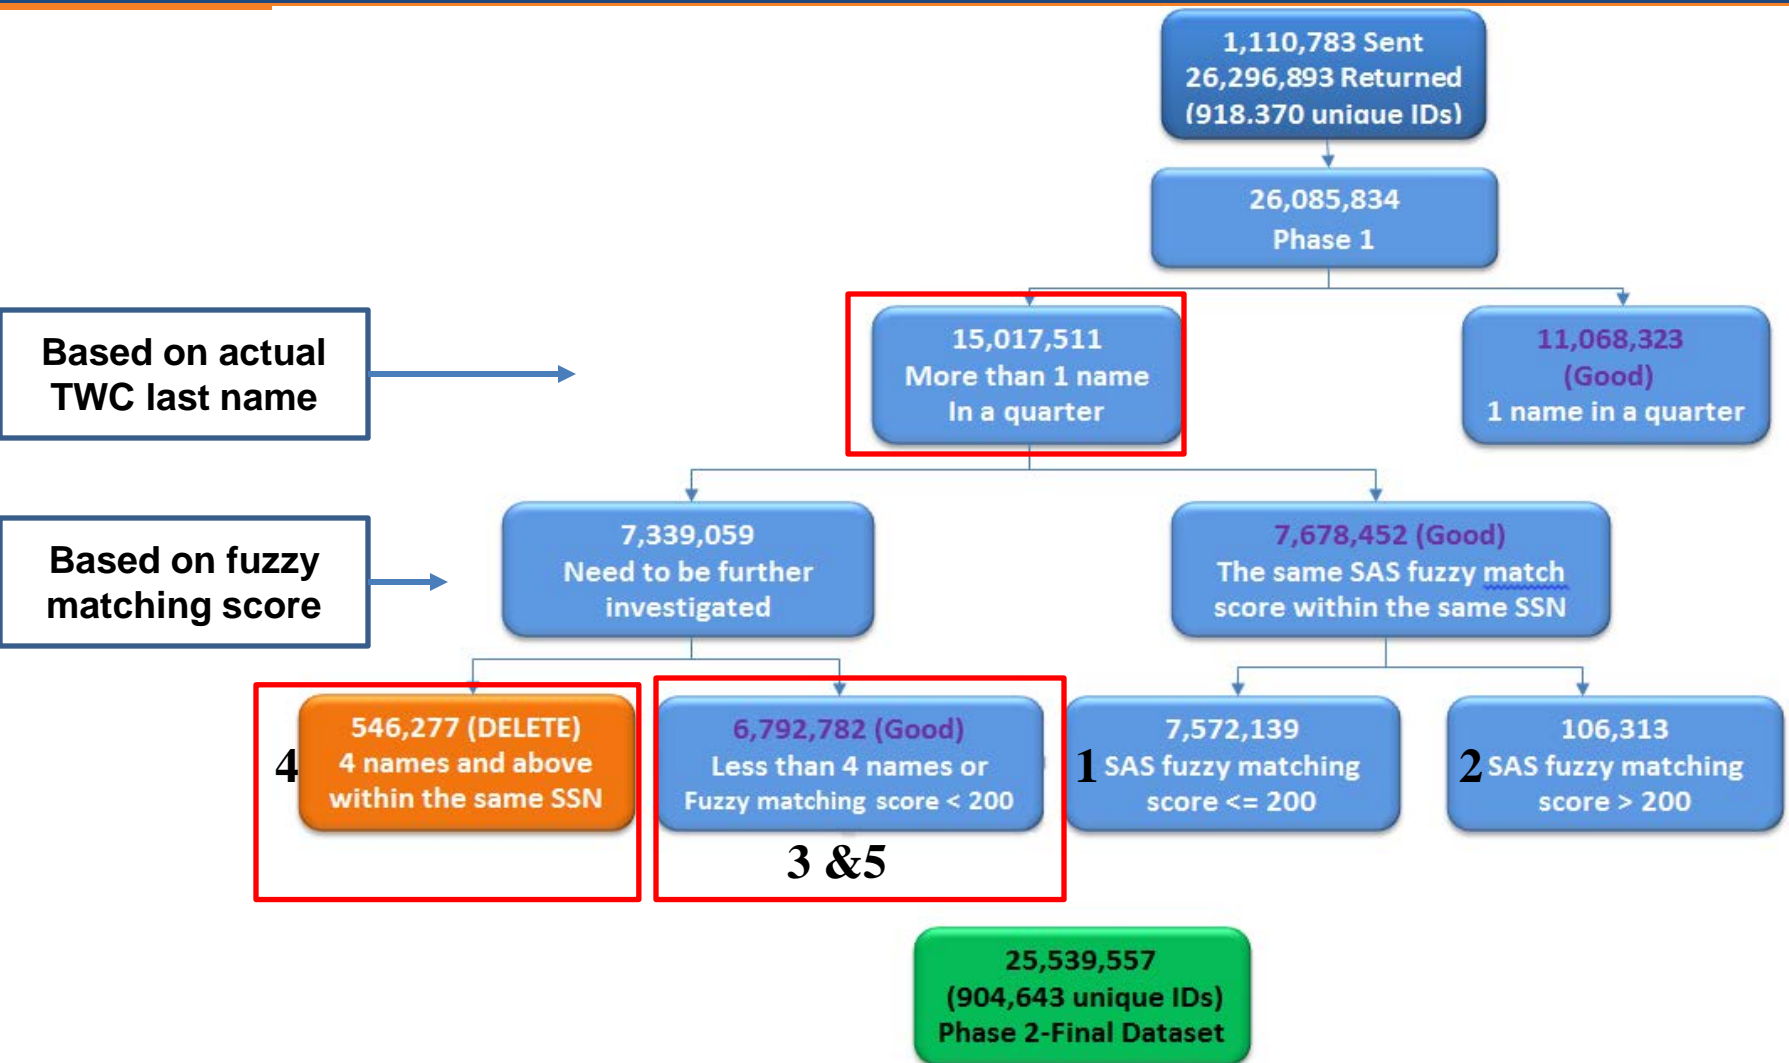 1,110,783 Sent
26,296,893 Returned
(918.370 unique IDs)
26,085,834
Phase 1
Based on actual
TWC last name
15,017,511
More than 1 name
In a quarter
11,068,323
(Good)
1 name in a quarter
Based on fuzzy
matching score
7,339,059
Need to be further
investigated
7,678,452 (Good)
The same SAS fuzzy match
score within the same SSN
4
546,277 (DELETE)
4 names and above
within the same SSN
6,792,782 (Good)
Less than 4 names or
Fuzzy matching score < 200
3 &5
1
7,572,139
SAS fuzzy matching
score <= 200
2
106,313
SAS fuzzy matching
score > 200
25,539,557
(904,643 unique IDs)
Phase 2-Final Dataset